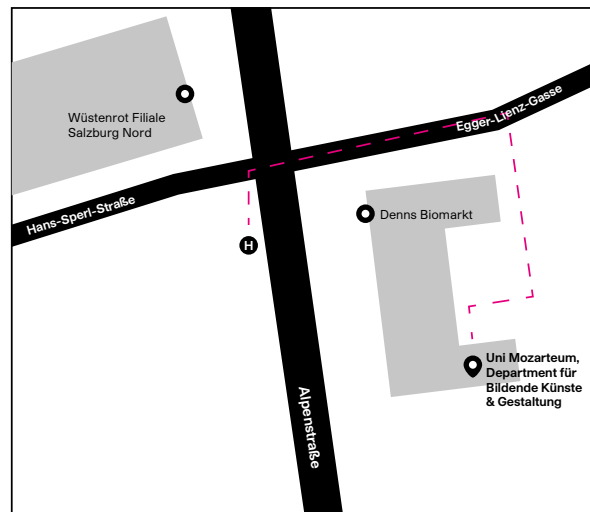 Wüstenrot Filiale
Salzburg Nord
Egger-Lienz-Gasse
Hans-Sperl-Straße
Denns Biomarkt
H
Uni Mozarteum,
Department für
Bildende Künste
& Gestaltung
Alpenstraße